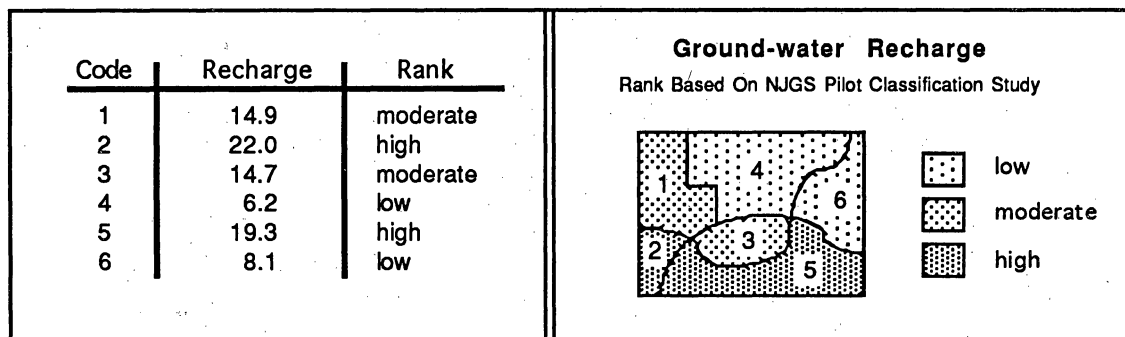 Code Recharge Rank
1 14.9 moderate
2 22.0 high
3 14.7 moderate
4 6.2 low
5 19.3 high
6 8.1 low
Ground-water Recharge
Rank Based On NJGS Pilot Classification Study
1
4
6
2
3
5
low
moderate
high